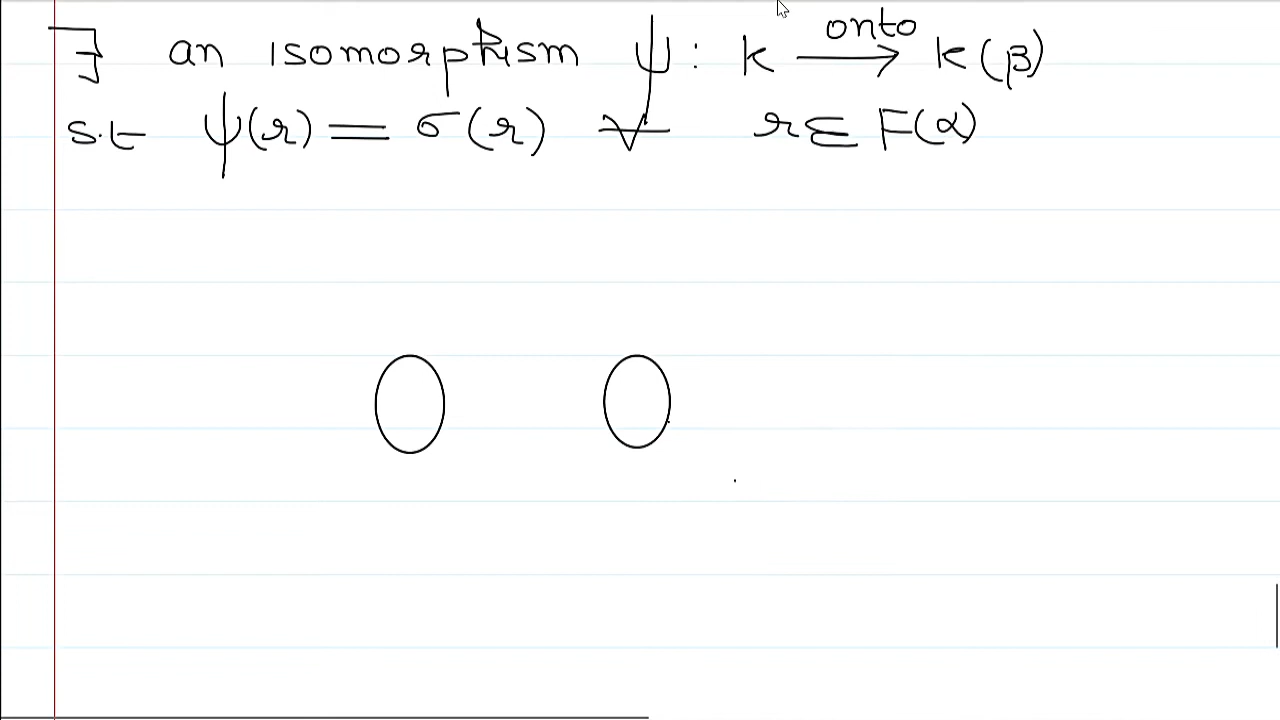 ∃ an isomorphism ψ: K onto⟶ K(β)
s.t ψ(r) = σ(r) ∀ r ∈ F(α)